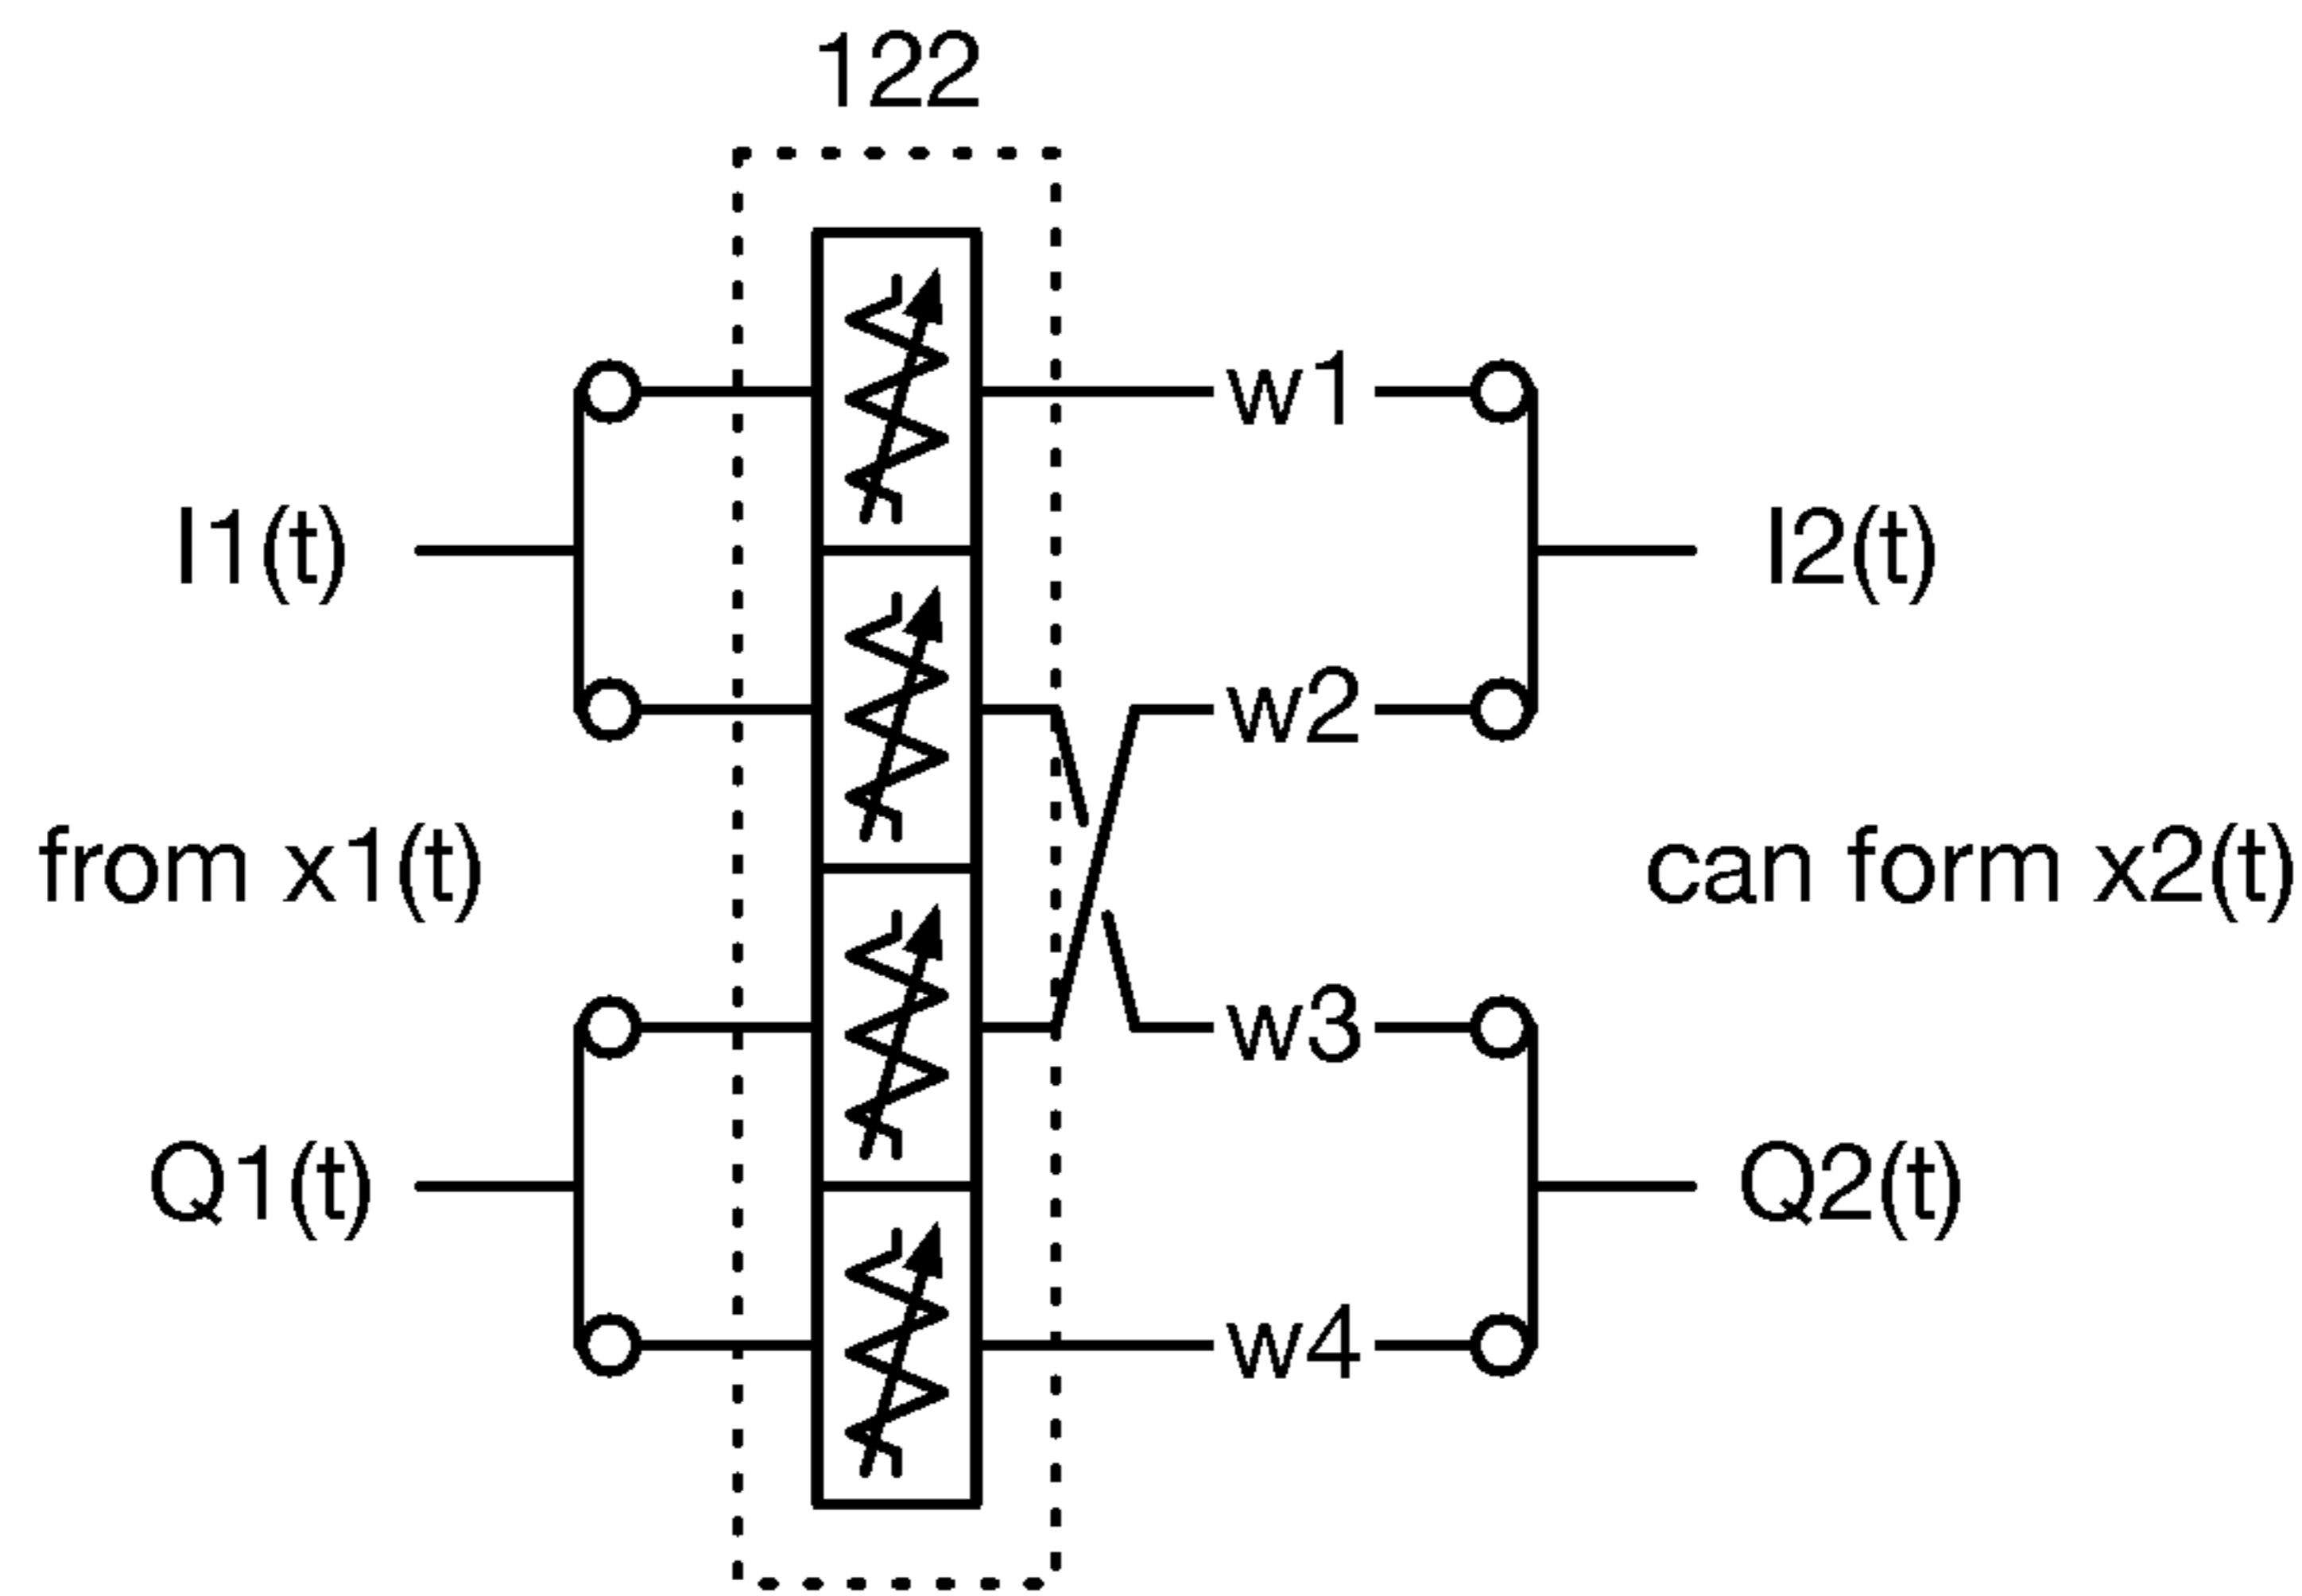 122
w1
I1(t)
I2(t)
w2
from x1(t)
can form x2(t)
w3
Q1(t)
Q2(t)
w4